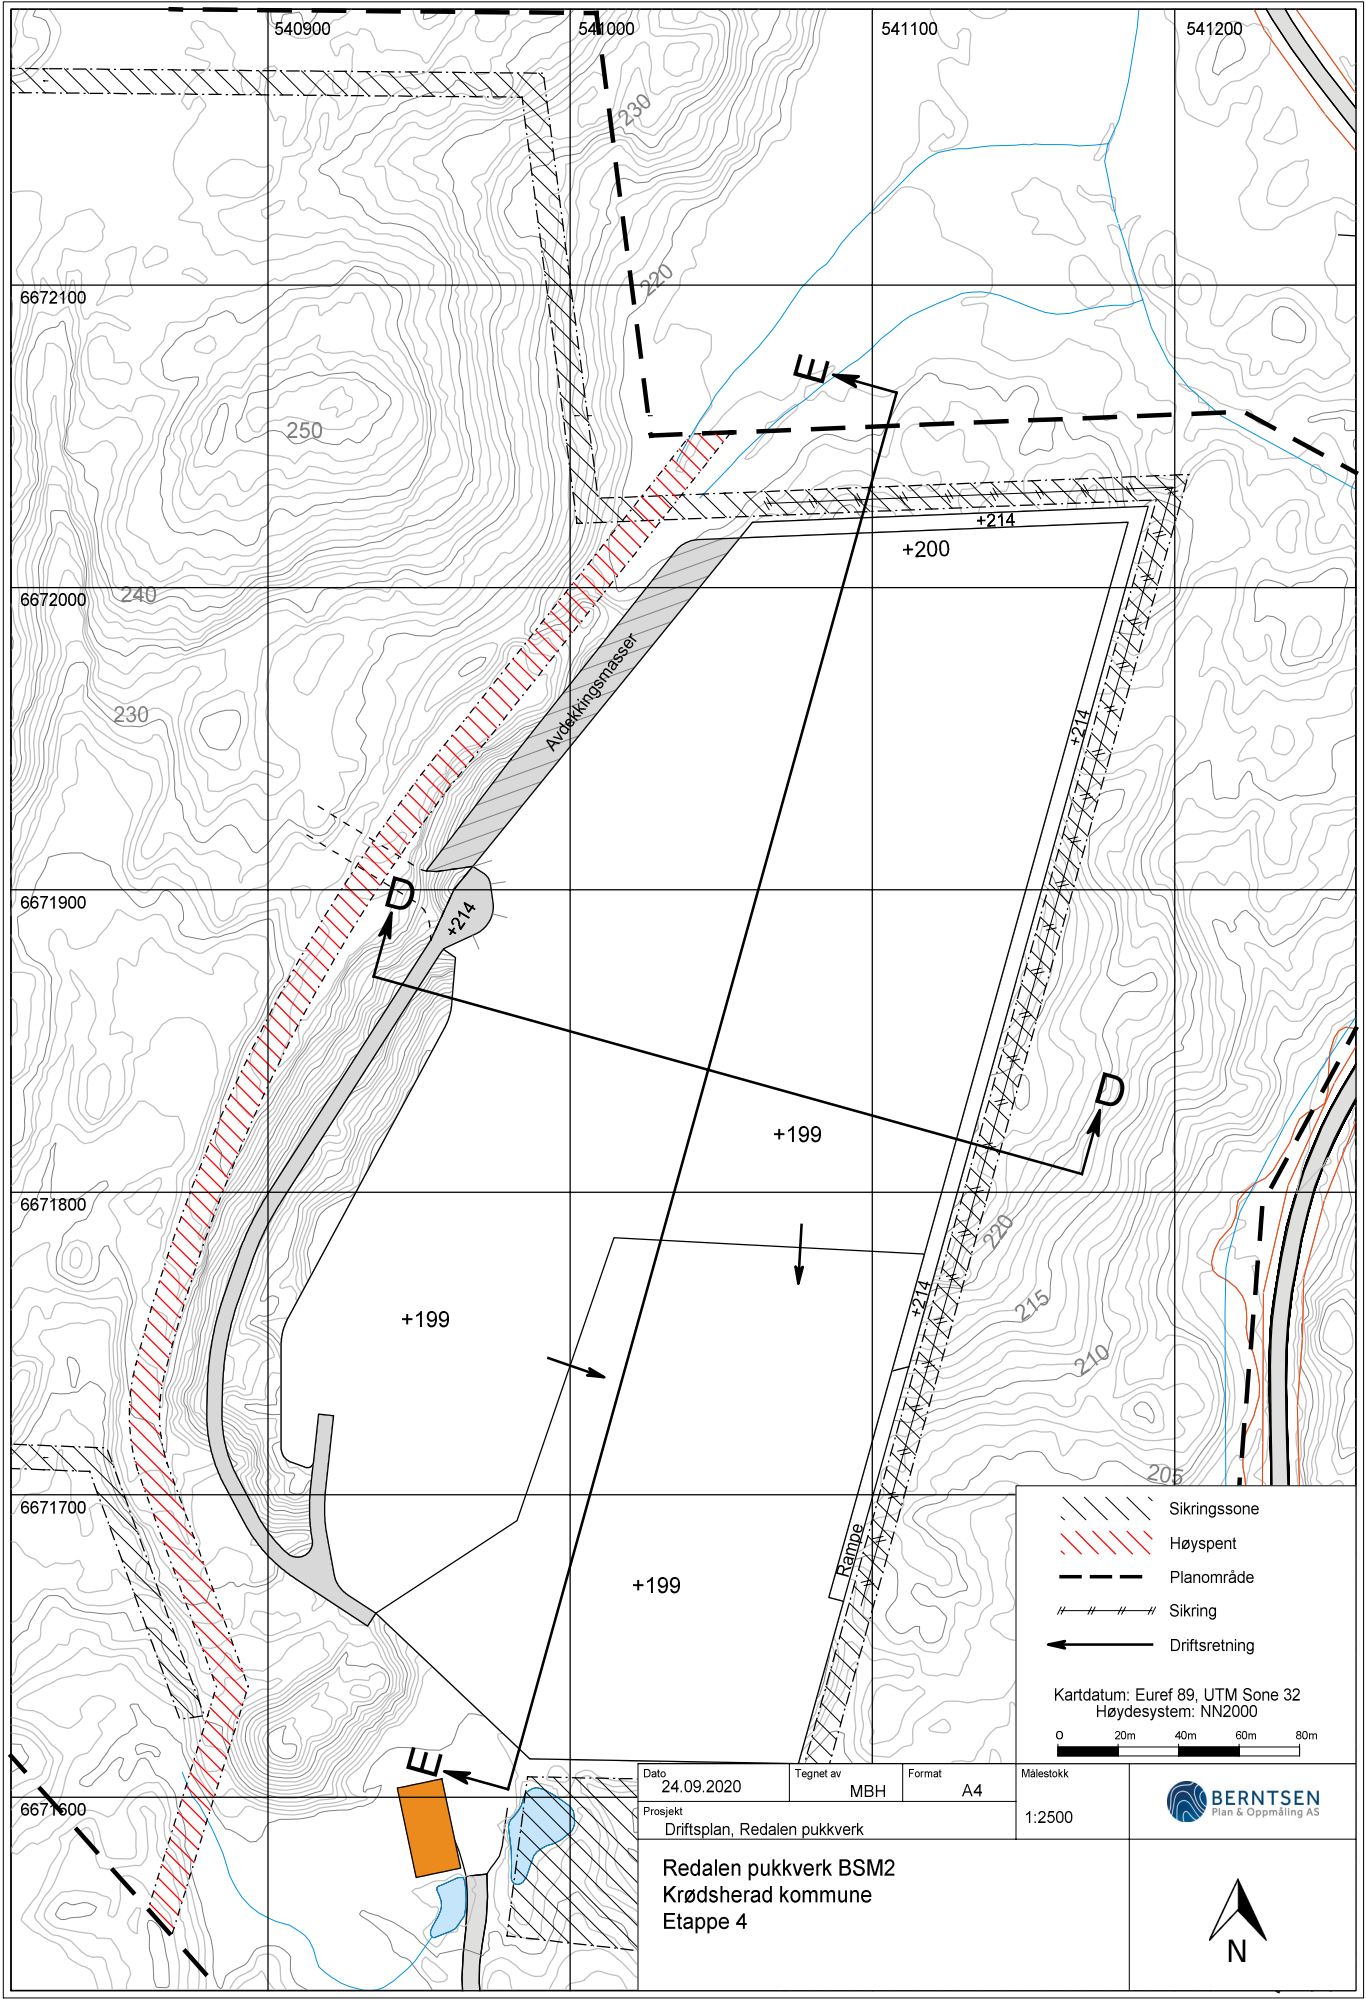 540900
541000
541100
541200
230
220
6672100
E
250
+214
+200
240
6672000
Avdekkingsmasser
230
+214
6671900
D
+214
D
+199
6671800
220
+214
215
+199
210
205
6671700
Rampe
+199
Sikringssone
Høyspent
Planområde
Sikring
Driftsretning
Kartdatum: Euref 89, UTM Sone 32
Høydesystem: NN2000
0 20m 40m 60m 80m
E
6671600
Dato
24.09.2020
Tegnet av
MBH
Format
A4
Målestokk
1:2500
Prosjekt
Driftsplan, Redalen pukkverk
BERNTSEN
Plan & Oppmåling AS
Redalen pukkverk BSM2
Krødsherad kommune
Etappe 4
N